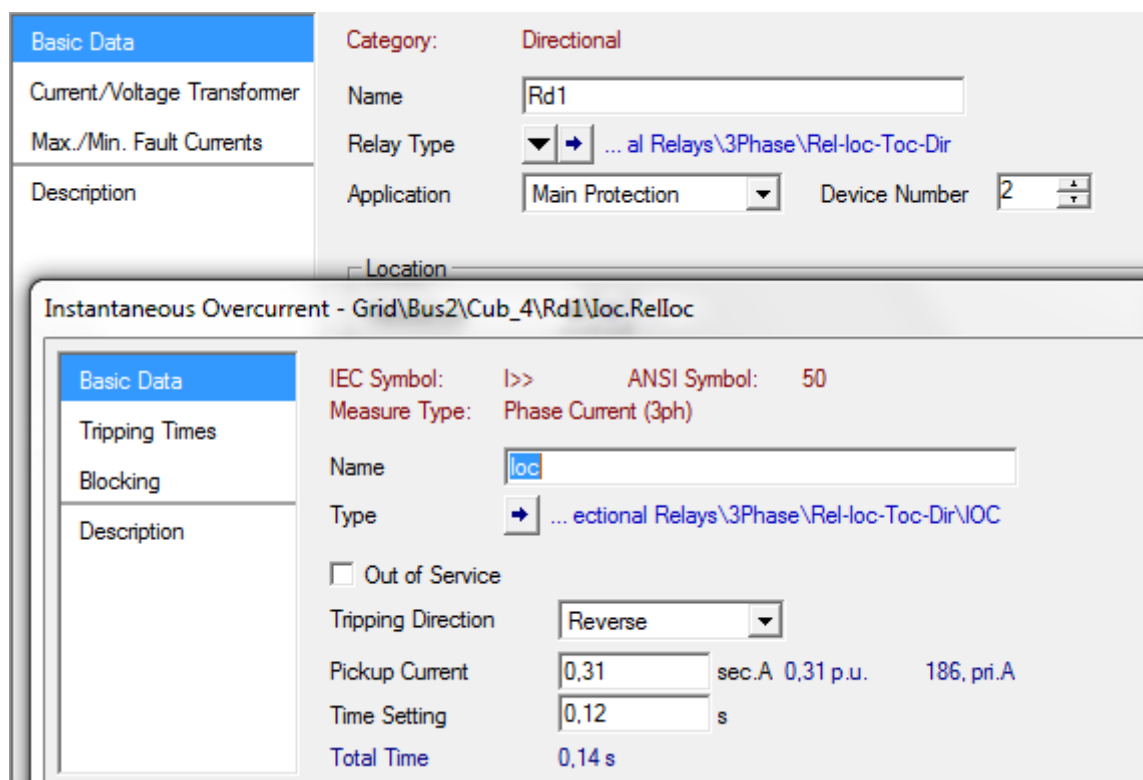 Basic Data
Current/Voltage Transformer
Max./Min. Fault Currents
Description
Category: Directional
Name Rd1
Relay Type ... al Relays\3Phase\Rel-Ioc-Toc-Dir
Application Main Protection Device Number 2
Location
Instantaneous Overcurrent - Grid\Bus2\Cub_4\Rd1\Ioc.RelIoc
Basic Data
Tripping Times
Blocking
Description
IEC Symbol: I>> ANSI Symbol: 50
Measure Type: Phase Current (3ph)
Name Ioc
Type ... ectional Relays\3Phase\Rel-Ioc-Toc-Dir\IOC
Out of Service
Tripping Direction Reverse
Pickup Current 0,31 sec.A 0,31 p.u. 186, pri.A
Time Setting 0,12 s
Total Time 0,14 s